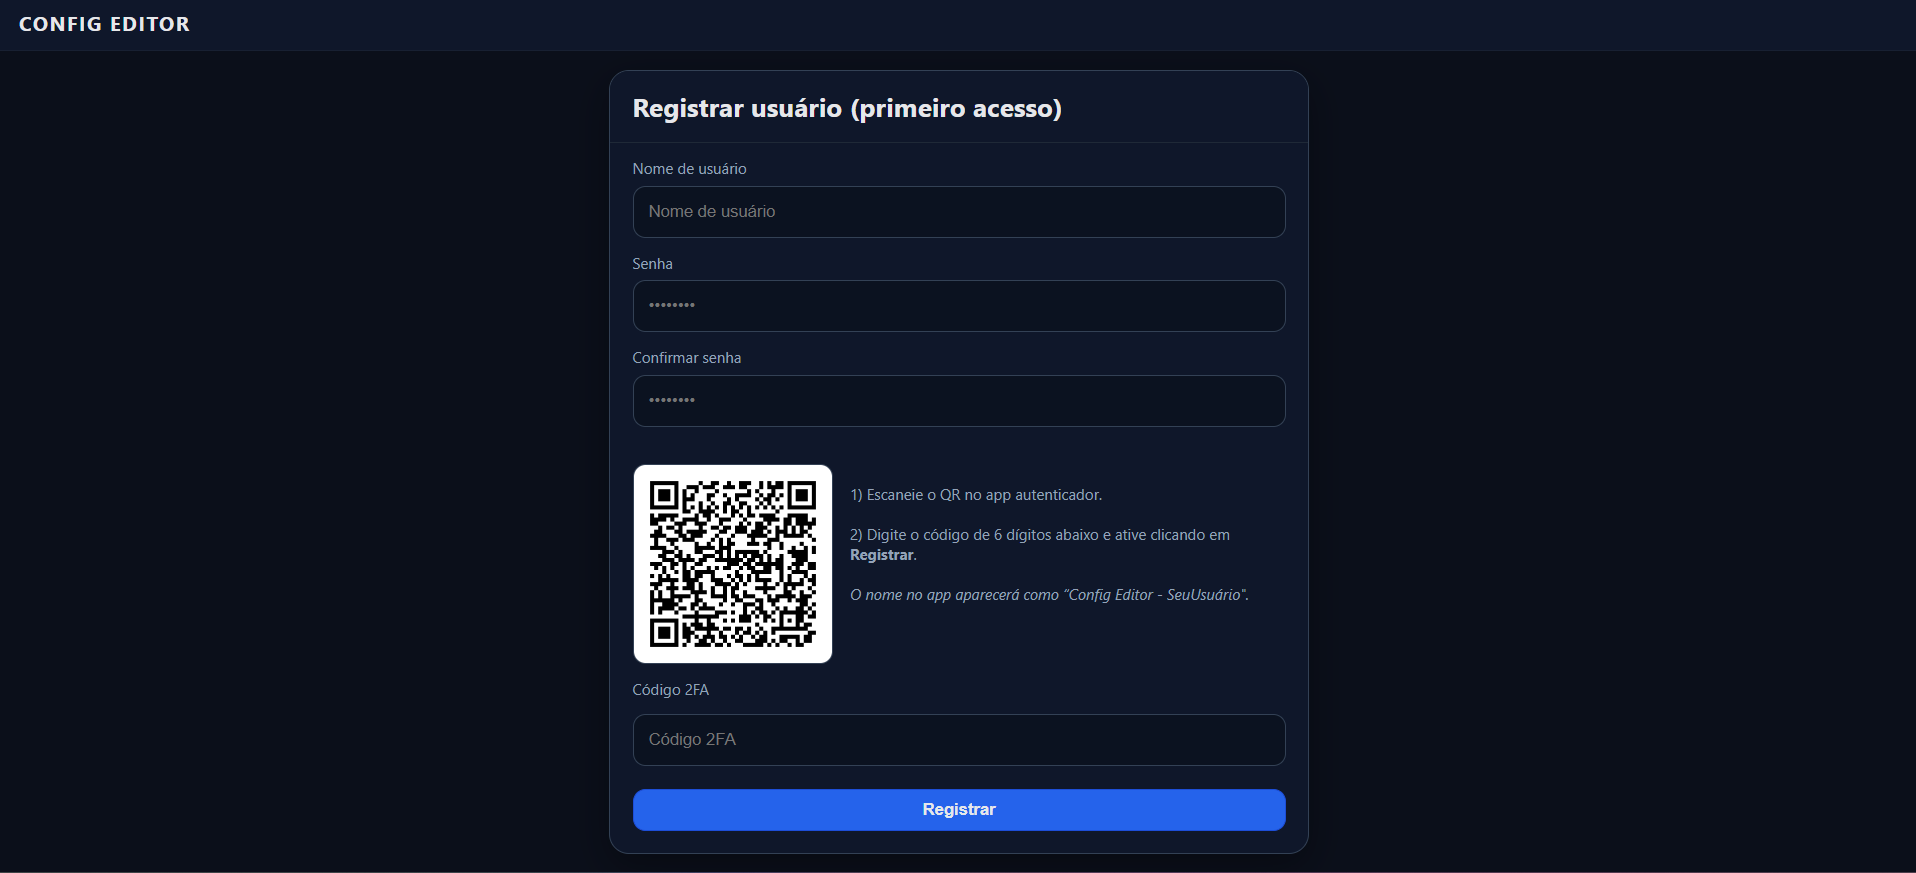 CONFIG EDITOR
Registrar usuário (primeiro acesso)
Nome de usuário
Nome de usuário
Senha
••••••••
Confirmar senha
••••••••
1) Escaneie o QR no app autenticador.
2) Digite o código de 6 dígitos abaixo e ative clicando em
Registrar.
O nome no app aparecerá como “Config Editor - SeuUsuário”.
Código 2FA
Código 2FA
Registrar